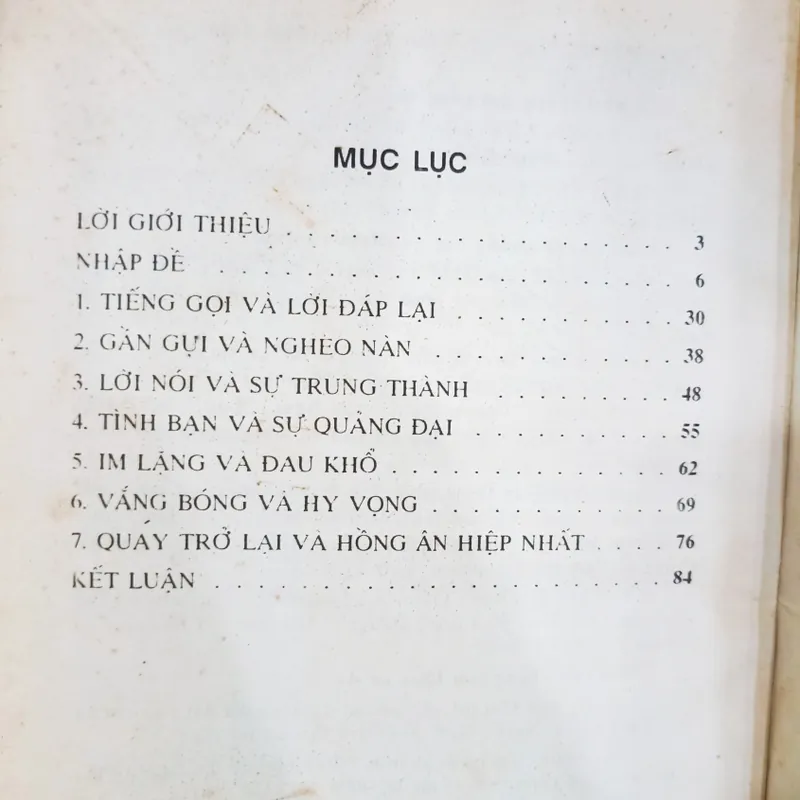 MỤC LỤC
LỜI GIỚI THIỆU . . . . . . . . . . . . . . . . . . . . 3
NHẬP ĐỀ . . . . . . . . . . . . . . . . . . . . . . . 6
1. TIẾNG GỌI VÀ LỜI ĐÁP LẠI . . . . . . . . . . . 30
2. GẦN GỰI VÀ NGHÈO NÀN . . . . . . . . . . . . 38
3. LỜI NÓI VÀ SỰ TRUNG THÀNH . . . . . . . . . 48
4. TÌNH BẠN VÀ SỰ QUẢNG ĐẠI . . . . . . . . . . 55
5. IM LẶNG VÀ ĐAU KHỔ . . . . . . . . . . . . . . 62
6. VẮNG BÓNG VÀ HY VỌNG . . . . . . . . . . . . 69
7. QUAY TRỞ LẠI VÀ HỒNG ÂN HIỆP NHẤT . . . . 76
KẾT LUẬN . . . . . . . . . . . . . . . . . . . . . . . 84